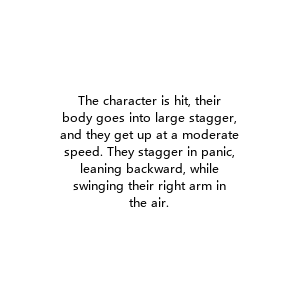 The character is hit, their
body goes into large stagger,
and they get up at a moderate
speed. They stagger in panic,
leaning backward, while
swinging their right arm in
the air.